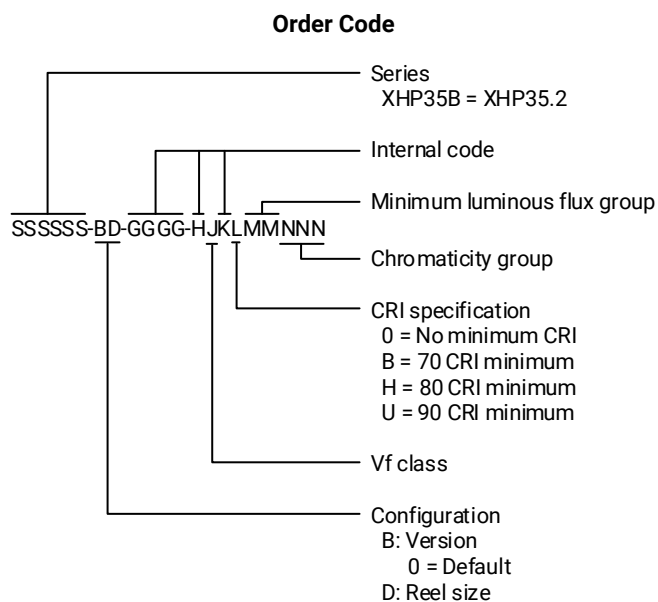 Order Code
Series
XHP35B = XHP35.2
Internal code
Minimum luminous flux group
SSSSSS-BD-GGGG-HJKLMMNNN
Chromaticity group
CRI specification
0 = No minimum CRI
B = 70 CRI minimum
H = 80 CRI minimum
U = 90 CRI minimum
Vf class
Configuration
B: Version
0 = Default
D: Reel size